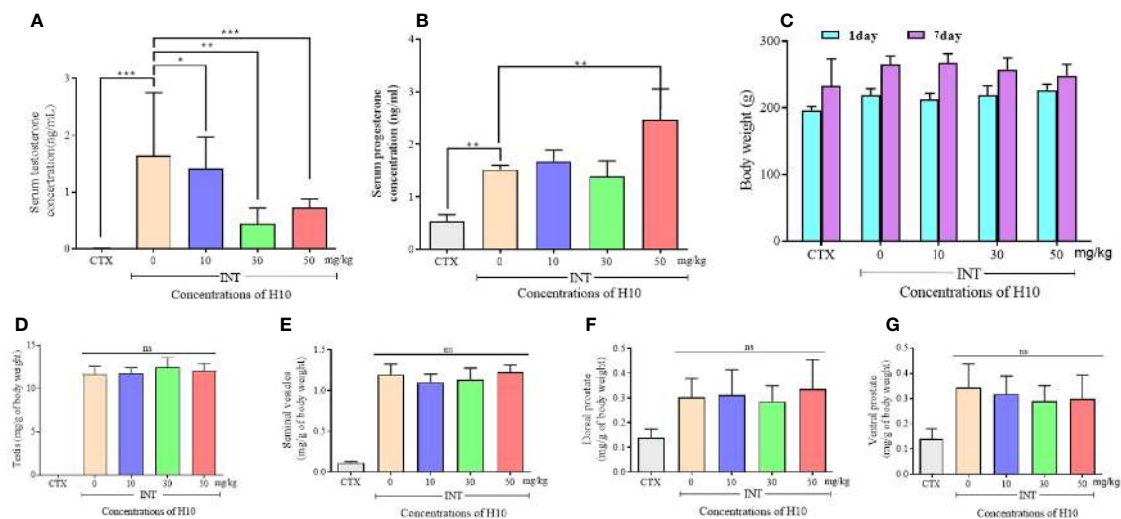 A
Serum testosterone
concentration(ng/mL)
3
2
1
0
***
*
**
***
CTX
0
10
30
50
mg/kg
INT
Concentrations of H10
B
Serum progesterone
concentration (ng/ml)
4
3
2
1
0
**
**
CTX
0
10
30
50
mg/kg
INT
Concentrations of H10
C
1day
7day
Body weight (g)
300
200
100
0
CTX
0
10
30
50
mg/kg
INT
Concentrations of H10
D
Testis (mg/g of body weight)
15
10
5
0
ns
CTX
0
10
30
50
mg/kg
INT
Concentrations of H10
E
Seminal vesicles
(mg/g of body weight)
1.5
1.0
0.5
0.0
ns
CTX
0
10
30
50
mg/kg
INT
Concentrations of H10
F
Dorsal prostate
(mg/g of body weight)
0.6
0.4
0.2
0.0
ns
CTX
0
10
30
50
mg/kg
INT
Concentrations of H10
G
Ventral prostate
(mg/g of body weight)
0.5
0.4
0.3
0.2
0.1
0.0
ns
CTX
0
10
30
50
mg/kg
INT
Concentrations of H10